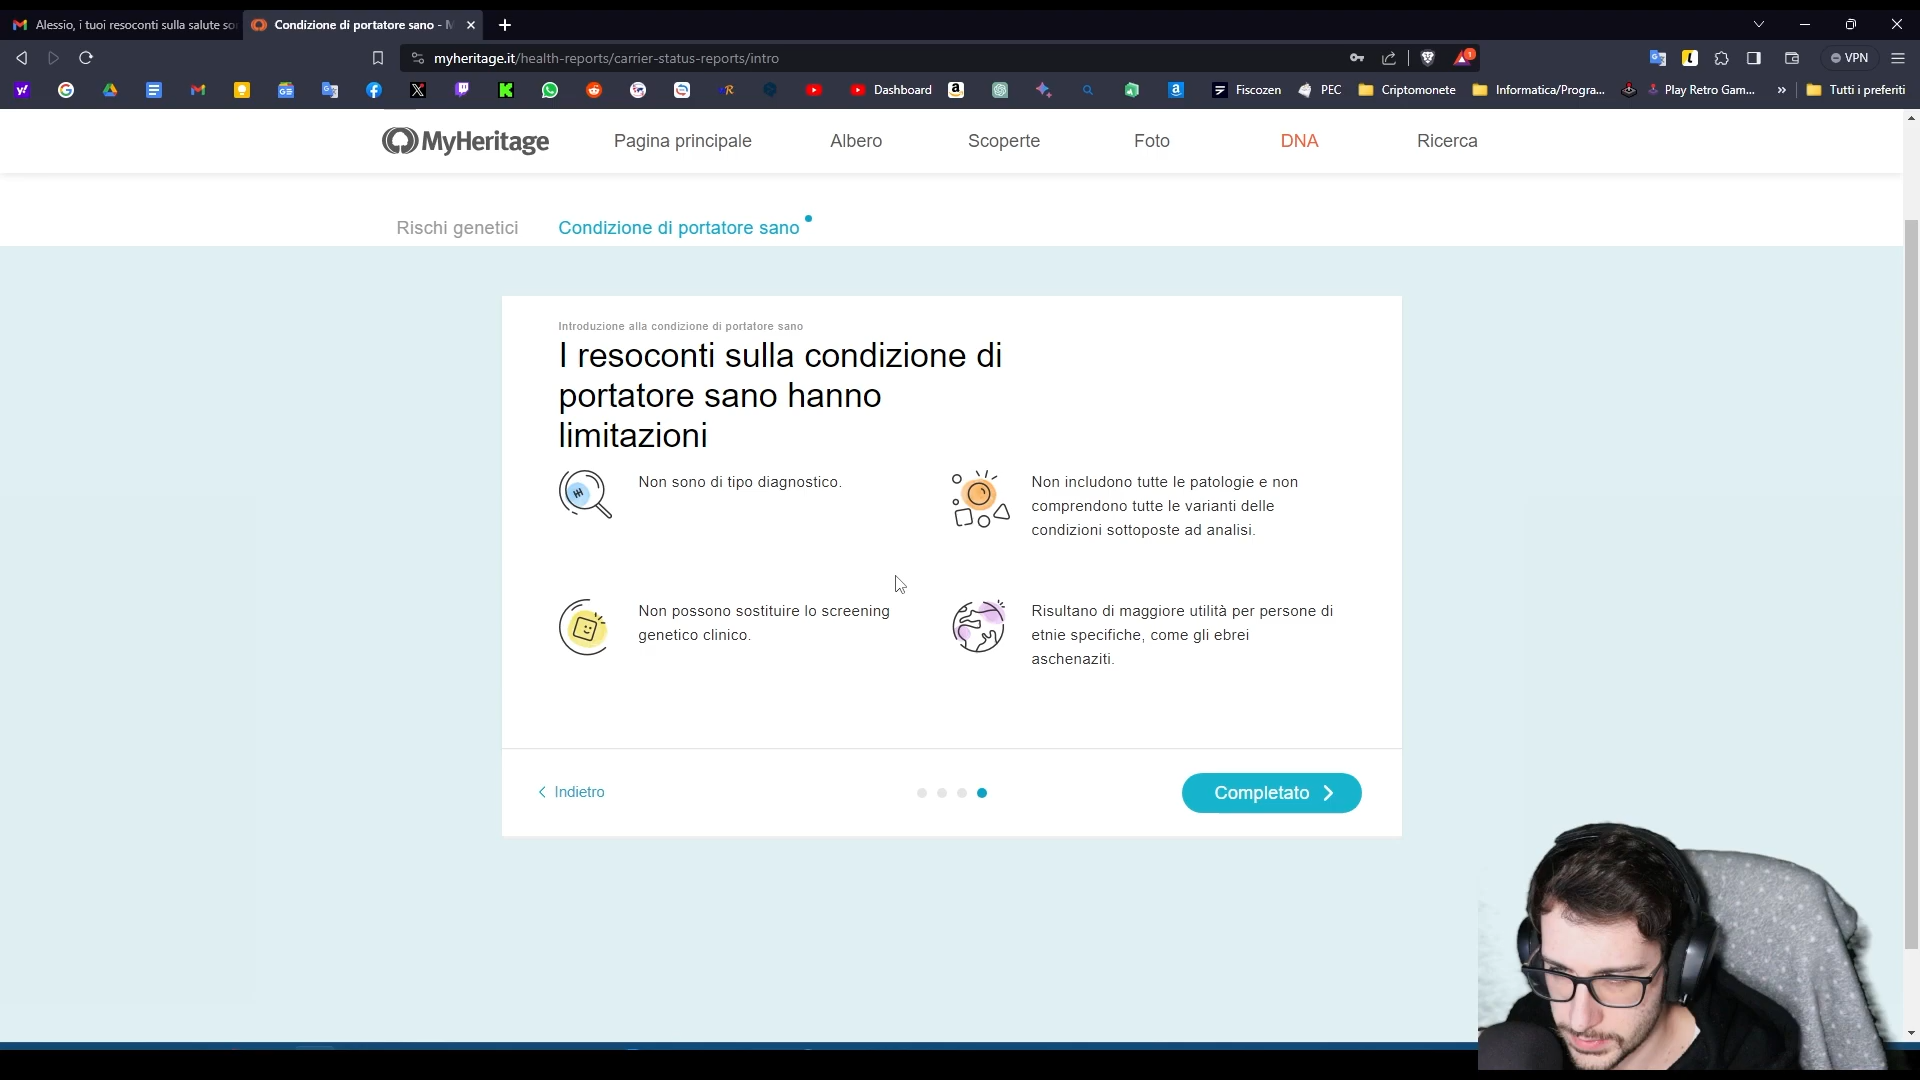 Alessio, i tuoi resoconti sulla salute so
Condizione di portatore sano - M
myheritage.it/health-reports/carrier-status-reports/intro
1
VPN
Dashboard
Fiscozen
PEC
Criptomonete
Informatica/Progra...
Play Retro Gam...
»
Tutti i preferiti
MyHeritage
Pagina principale
Albero
Scoperte
Foto
DNA
Ricerca
Rischi genetici
Condizione di portatore sano
Introduzione alla condizione di portatore sano
I resoconti sulla condizione di
portatore sano hanno
limitazioni
Non sono di tipo diagnostico.
Non includono tutte le patologie e non
comprendono tutte le varianti delle
condizioni sottoposte ad analisi.
Non possono sostituire lo screening
genetico clinico.
Risultano di maggiore utilità per persone di
etnie specifiche, come gli ebrei
aschenaziti.
Indietro
Completato